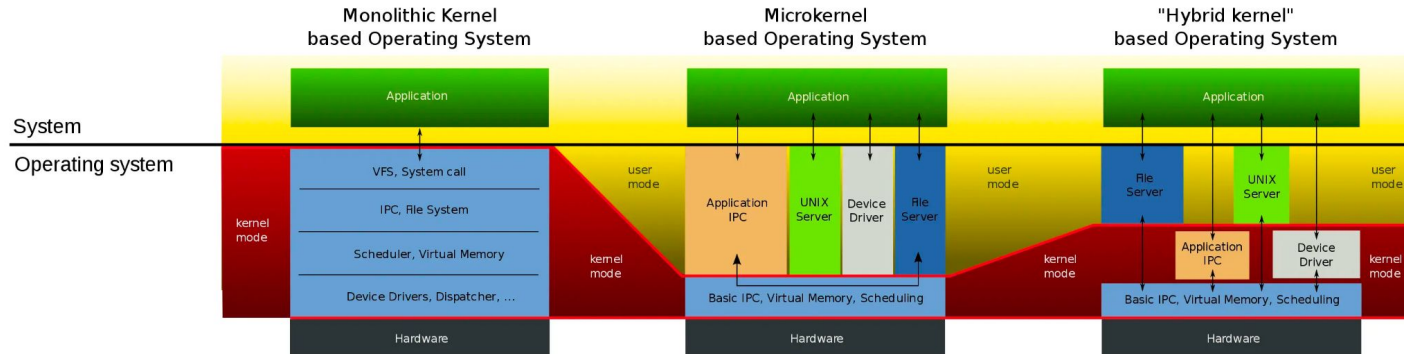 Monolithic Kernel
based Operating System
Microkernel
based Operating System
"Hybrid kernel"
based Operating System
Application
Application
Application
System
Operating system
kernel
mode
VFS, System call
IPC, File System
Scheduler, Virtual Memory
Device Drivers, Dispatcher, ...
Hardware
kernel
mode
user
mode
Application
IPC
UNIX
Server
Device
Driver
File
Server
Basic IPC, Virtual Memory, Scheduling
Hardware
user
mode
kernel
mode
File
Server
UNIX
Server
Application
IPC
Device
Driver
Basic IPC, Virtual Memory, Scheduling
Hardware
user
mode
kernel
mode